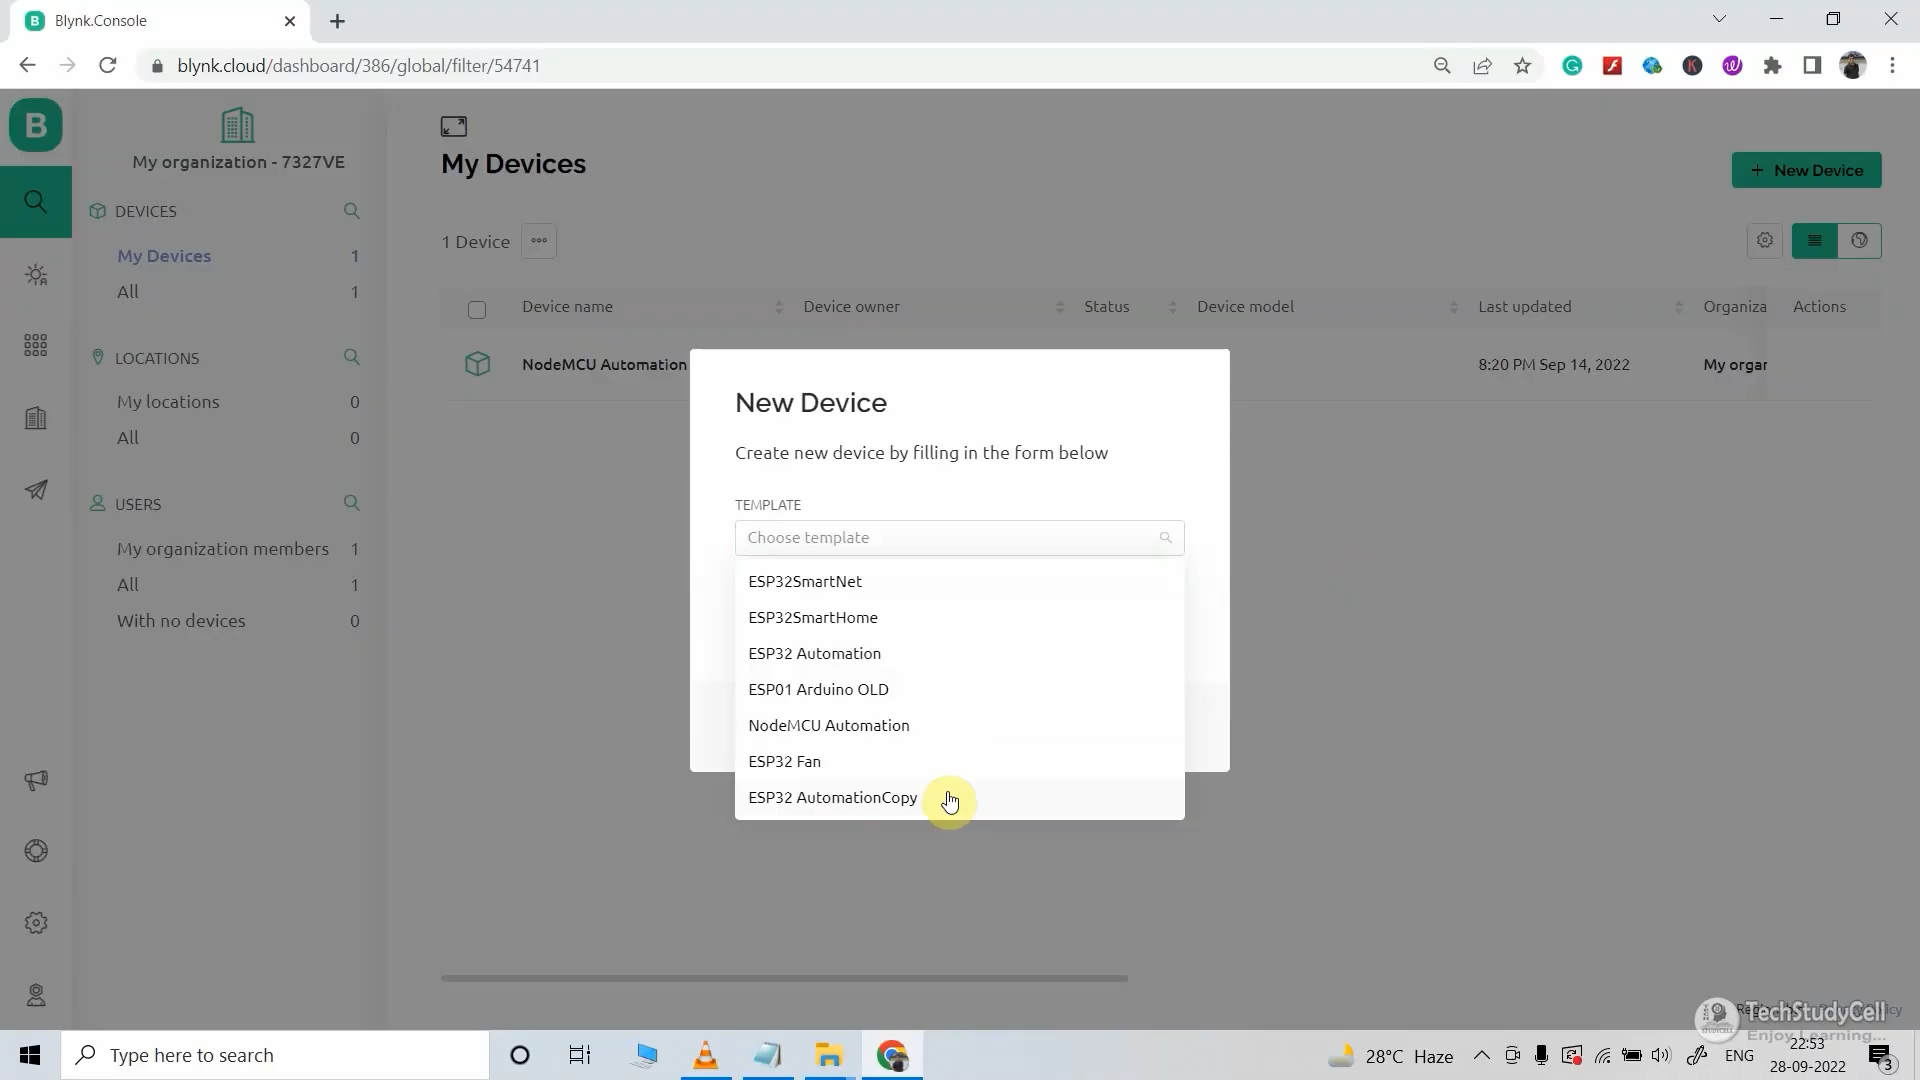 B
Blynk.Console
blynk.cloud/dashboard/386/global/filter/54741
B
My organization - 7327VE
DEVICES
My Devices 1
All 1
LOCATIONS
My locations 0
All 0
USERS
My organization members 1
All 1
With no devices 0
My Devices
+ New Device
1 Device
Device name Device owner Status Device model Last updated Organiza Actions
NodeMCU Automation 8:20 PM Sep 14, 2022 My organ
New Device
Create new device by filling in the form below
TEMPLATE
Choose template
ESP32SmartNet
ESP32SmartHome
ESP32 Automation
ESP01 Arduino OLD
NodeMCU Automation
ESP32 Fan
ESP32 AutomationCopy
TechStudyCell
Enjoy Learning...
Type here to search
28°C Haze
ENG
22:53
28-09-2022
3